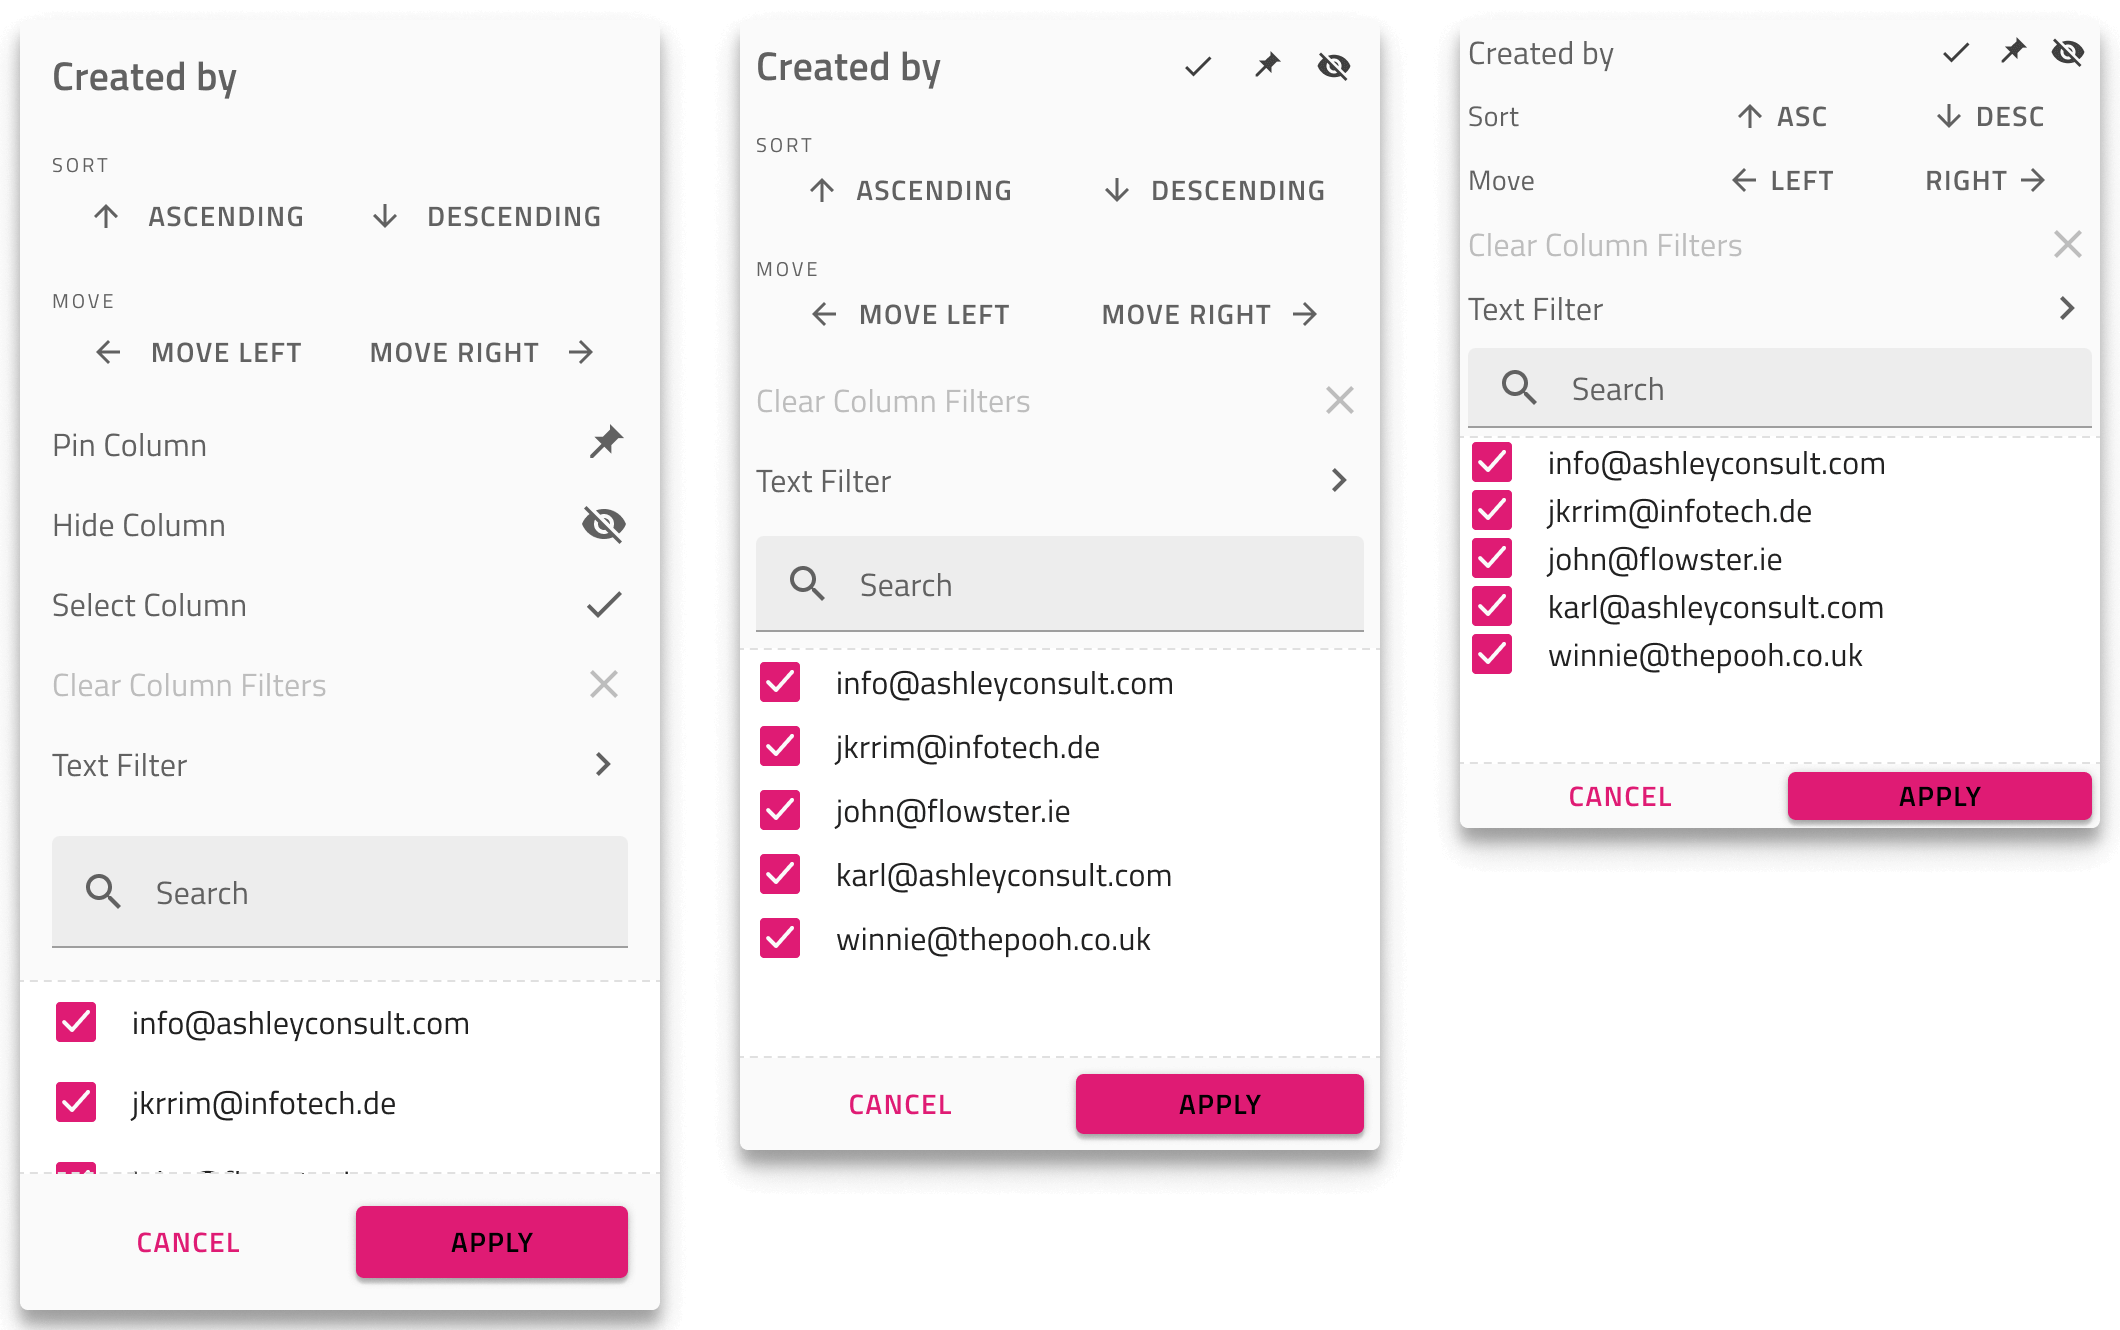 Created by
SORT
ASCENDING DESCENDING
MOVE
MOVE LEFT MOVE RIGHT
Pin Column
Hide Column
Select Column
Clear Column Filters
Text Filter
Search
info@ashleyconsult.com
jkrrim@infotech.de
CANCEL APPLY
Created by
SORT
ASCENDING DESCENDING
MOVE
MOVE LEFT MOVE RIGHT
Clear Column Filters
Text Filter
Search
info@ashleyconsult.com
jkrrim@infotech.de
john@flowster.ie
karl@ashleyconsult.com
winnie@thepooh.co.uk
CANCEL APPLY
Created by
Sort ASC DESC
Move LEFT RIGHT
Clear Column Filters
Text Filter
Search
info@ashleyconsult.com
jkrrim@infotech.de
john@flowster.ie
karl@ashleyconsult.com
winnie@thepooh.co.uk
CANCEL APPLY